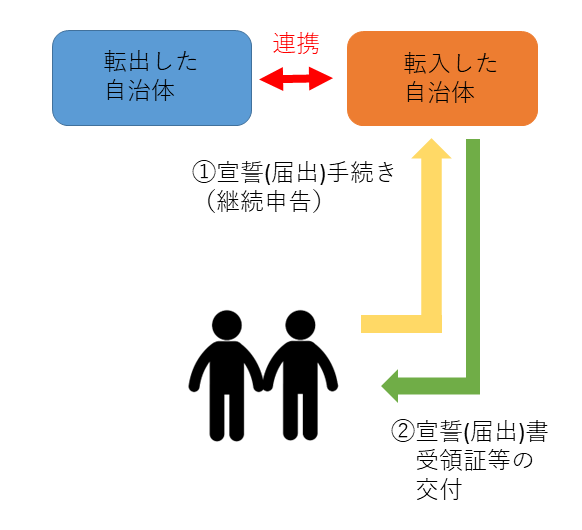 転出した
自治体
連携
転入した
自治体
①宣誓(届出)手続き
（継続申告）
②宣誓(届出)書
受領証等の
交付